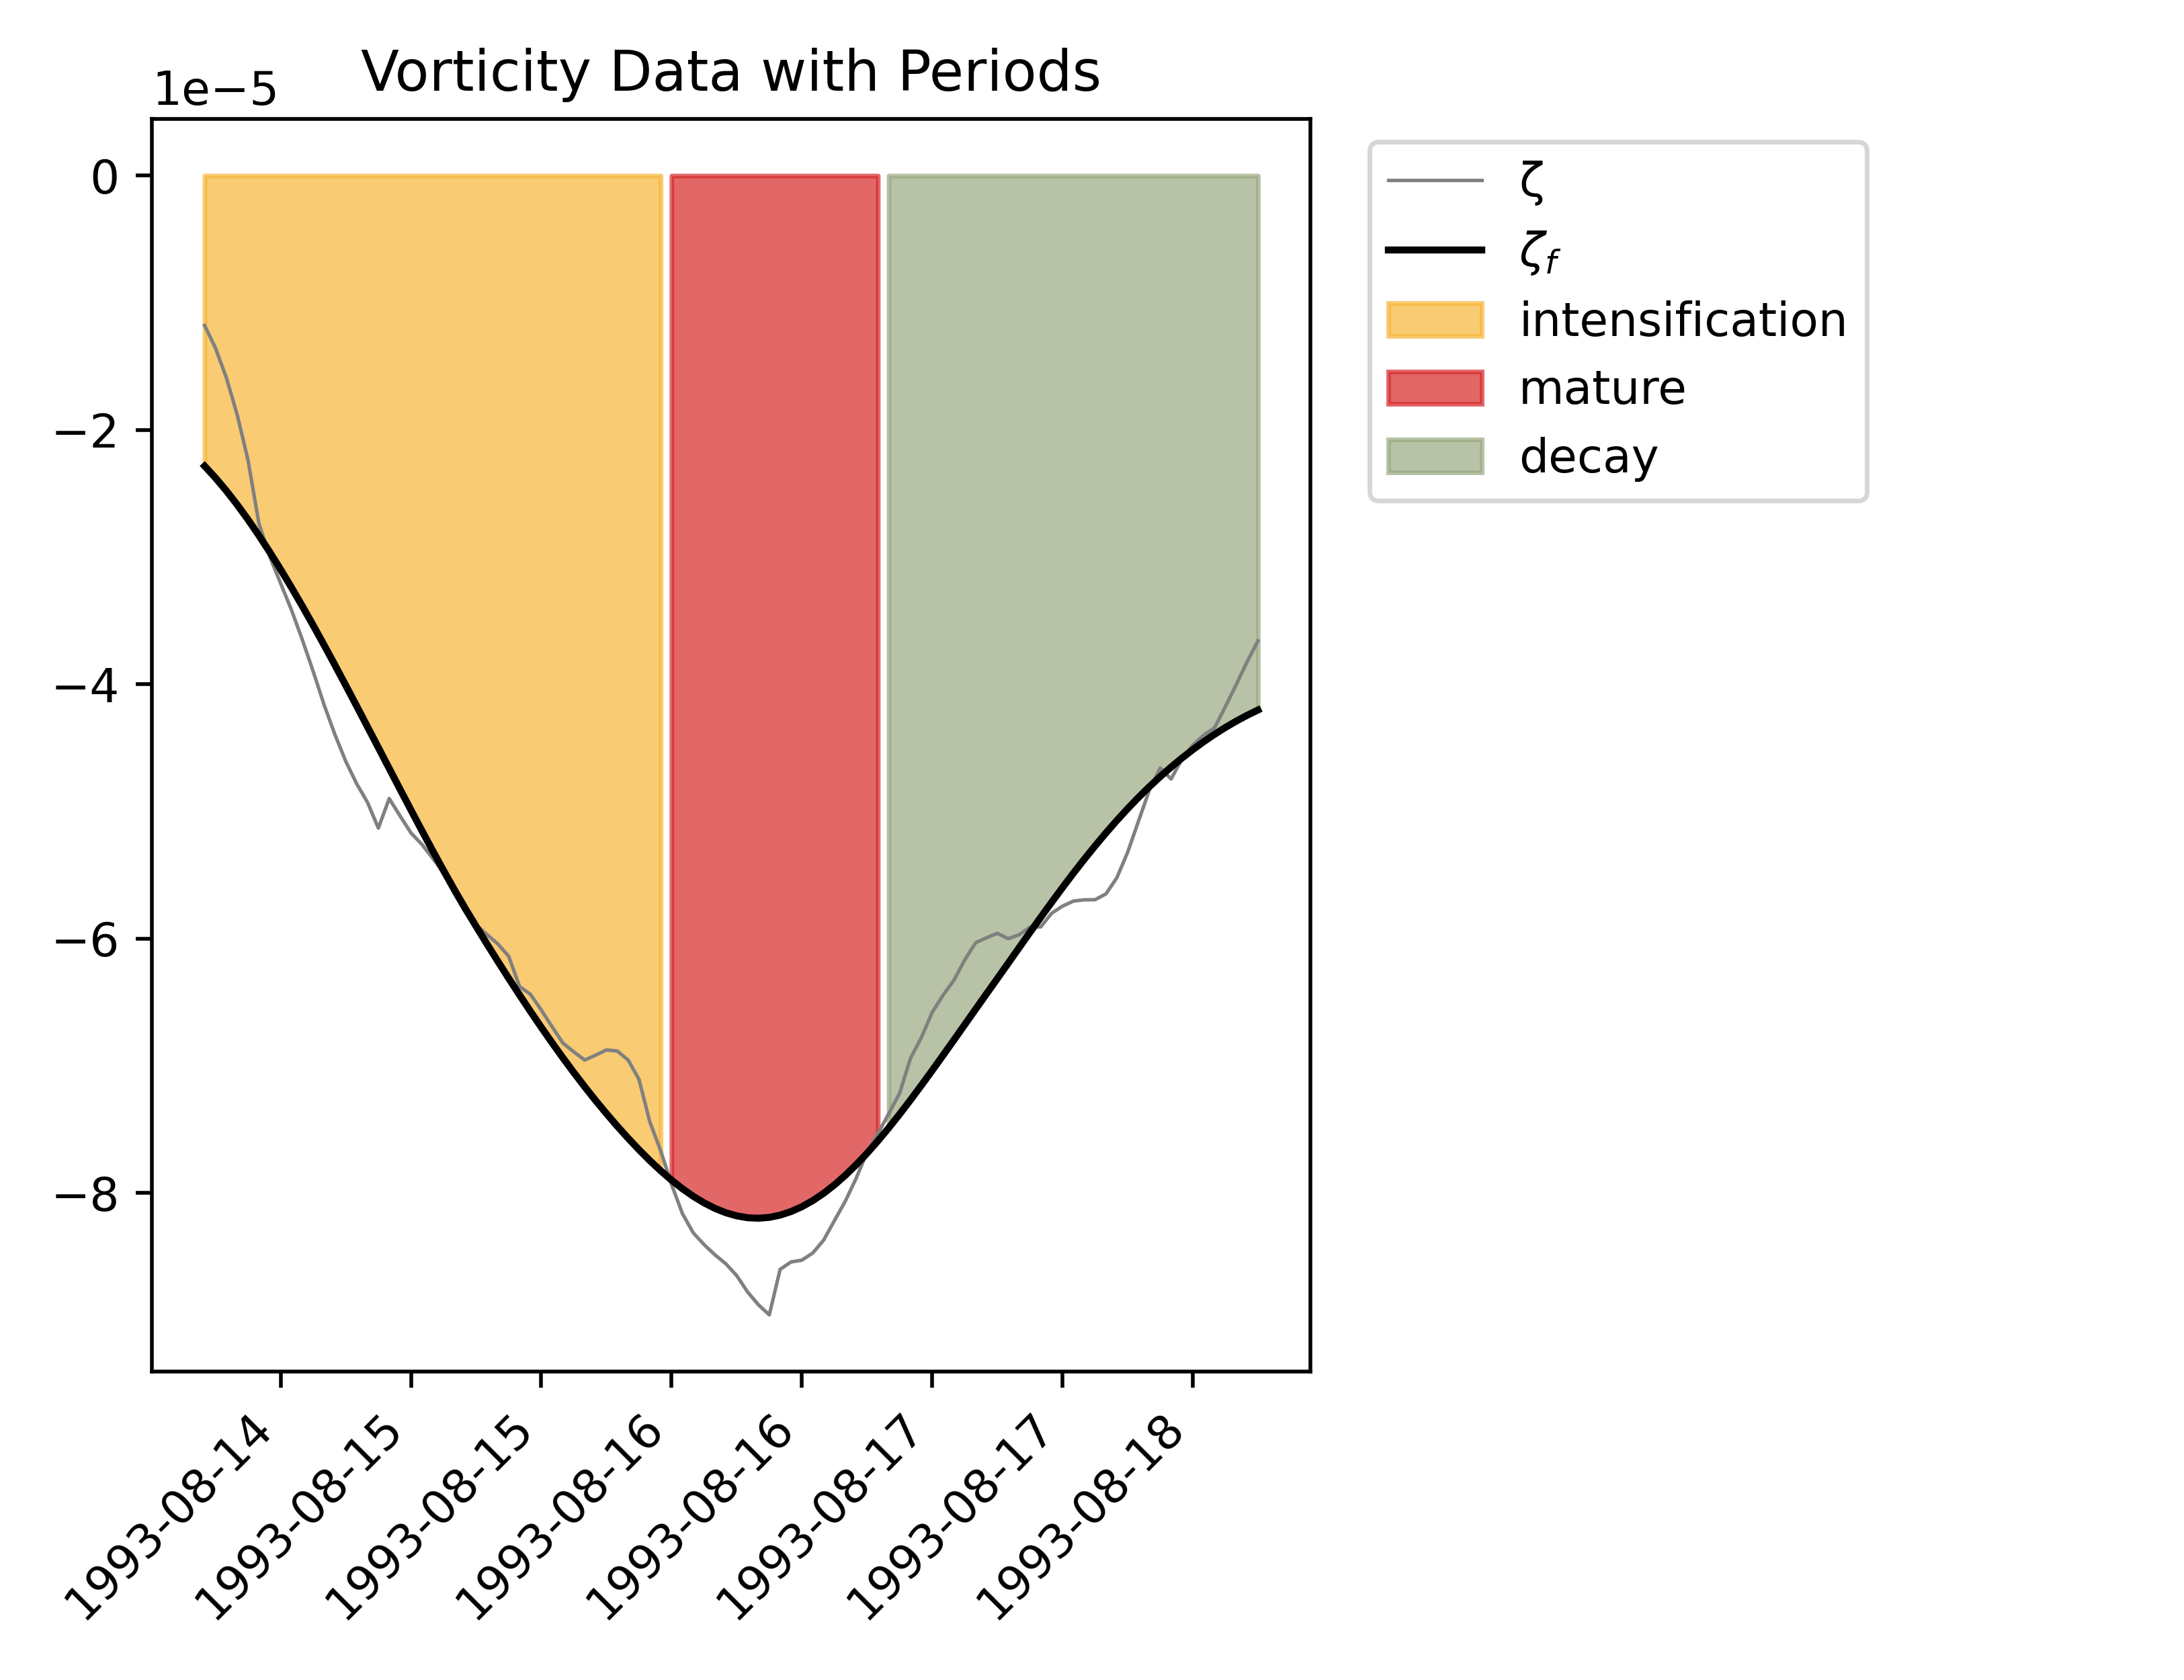 Vorticity Data with Periods
1e−5
0
−2
−4
−6
−8
1993-08-14
1993-08-15
1993-08-15
1993-08-16
1993-08-16
1993-08-17
1993-08-17
1993-08-18
ζ
ζf
intensification
mature
decay